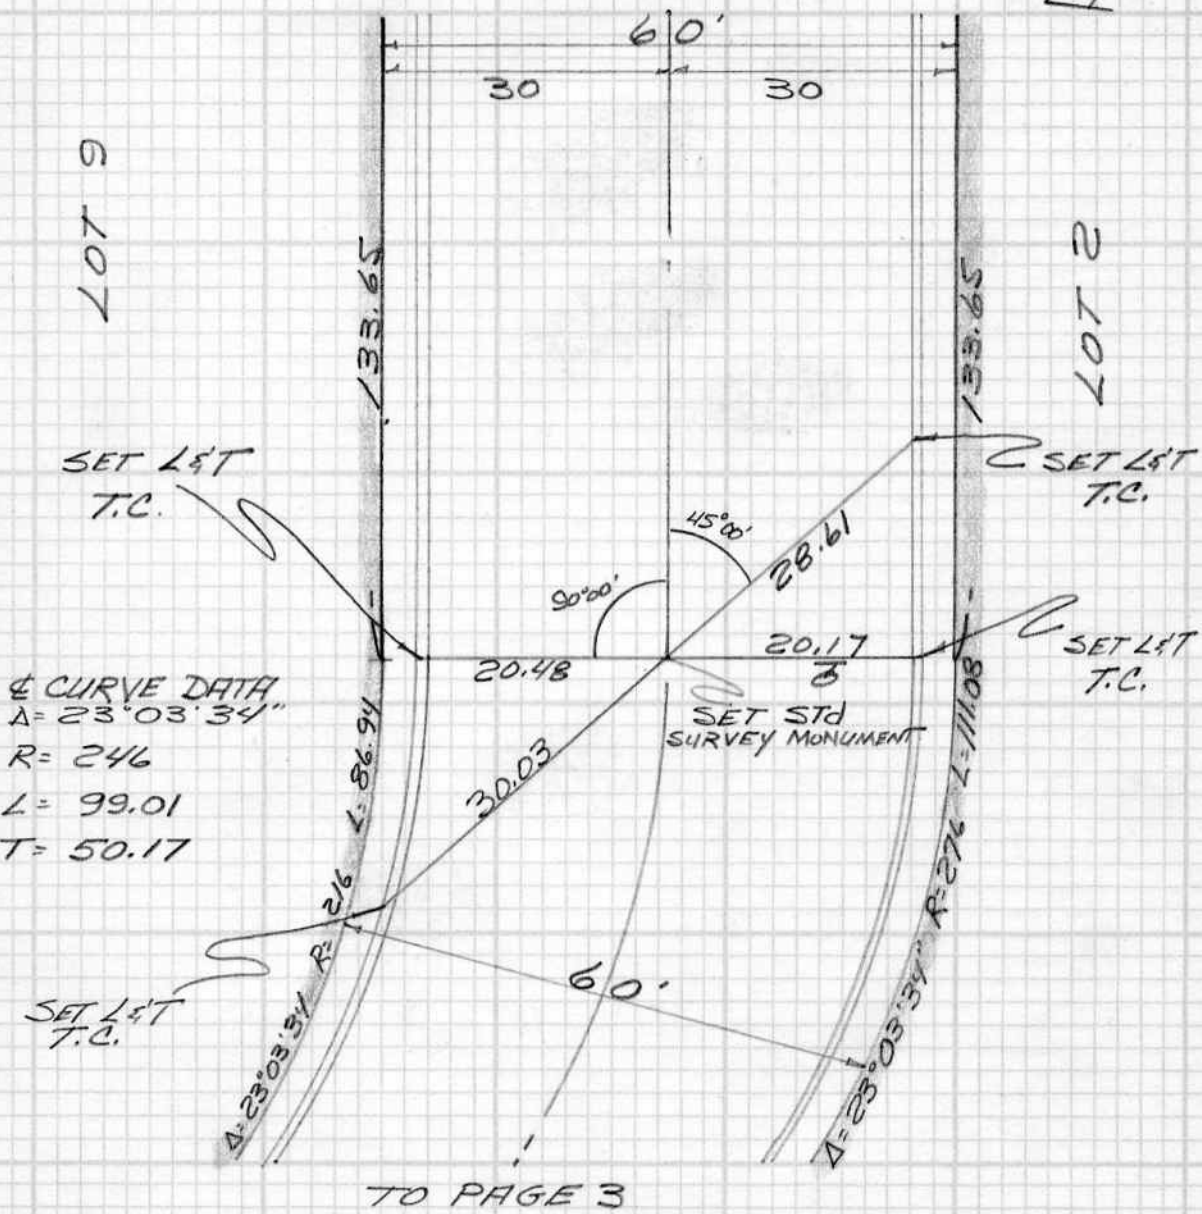 60'
30 30
LOT 9
133.65
133.65
LOT 2
SET L&T
T.C.
SET L&T
T.C.
45°00'
28.61
90°00'
20.48
20.17
SET L&T
T.C.
SET STd
SURVEY MONUMENT
℄ CURVE DATA
Δ= 23°03'34"
R= 246
L= 99.01
T= 50.17
30.03
Δ=23°03'34" R= 216 L= 86.94
Δ=23°03'34" R=276 L=111.08
60'
SET L&T
T.C.
TO PAGE 3